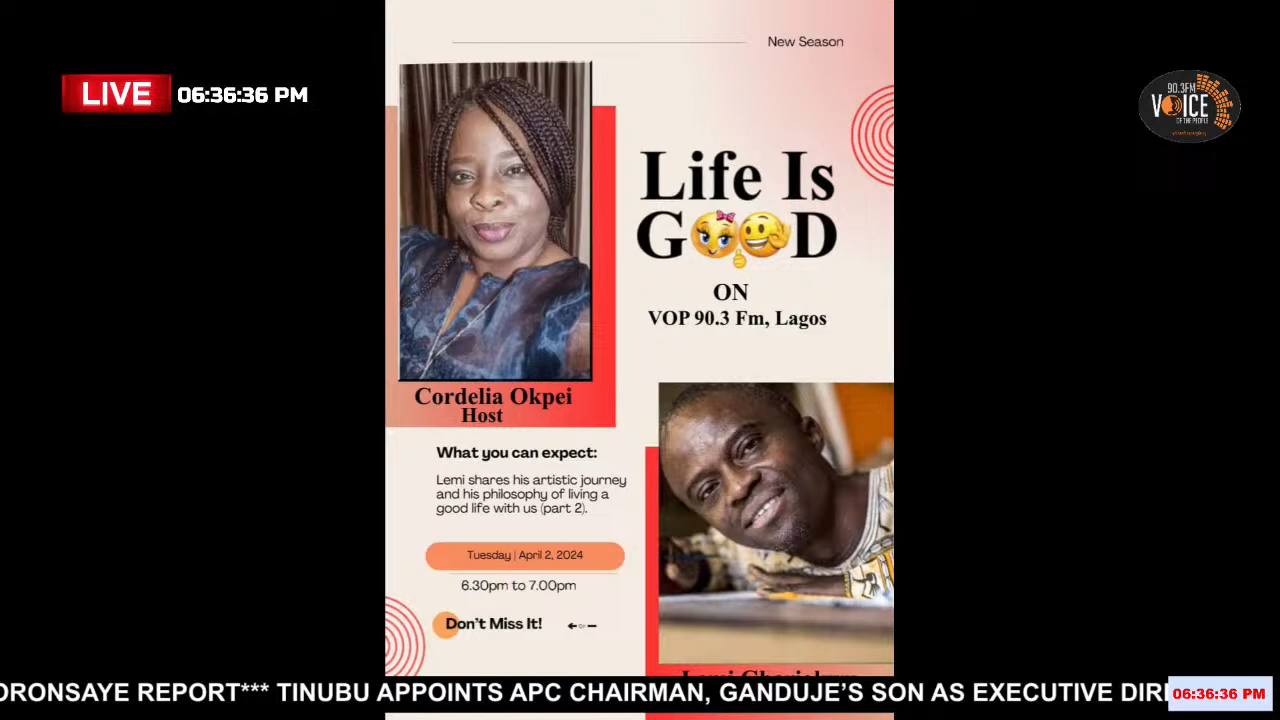 New Season
LIVE 06:36:36 PM
90.3FM
VOICE
OF THE PEOPLE
Life Is
GOOD
ON
VOP 90.3 Fm, Lagos
Cordelia Okpei
Host
What you can expect:
Lemi shares his artistic journey
and his philosophy of living a
good life with us (part 2).
Tuesday | April 2, 2024
6.30pm to 7.00pm
Don't Miss It!
ORONSAYE REPORT*** TINUBU APPOINTS APC CHAIRMAN, GANDUJE'S SON AS EXECUTIVE DIR
06:36:36 PM